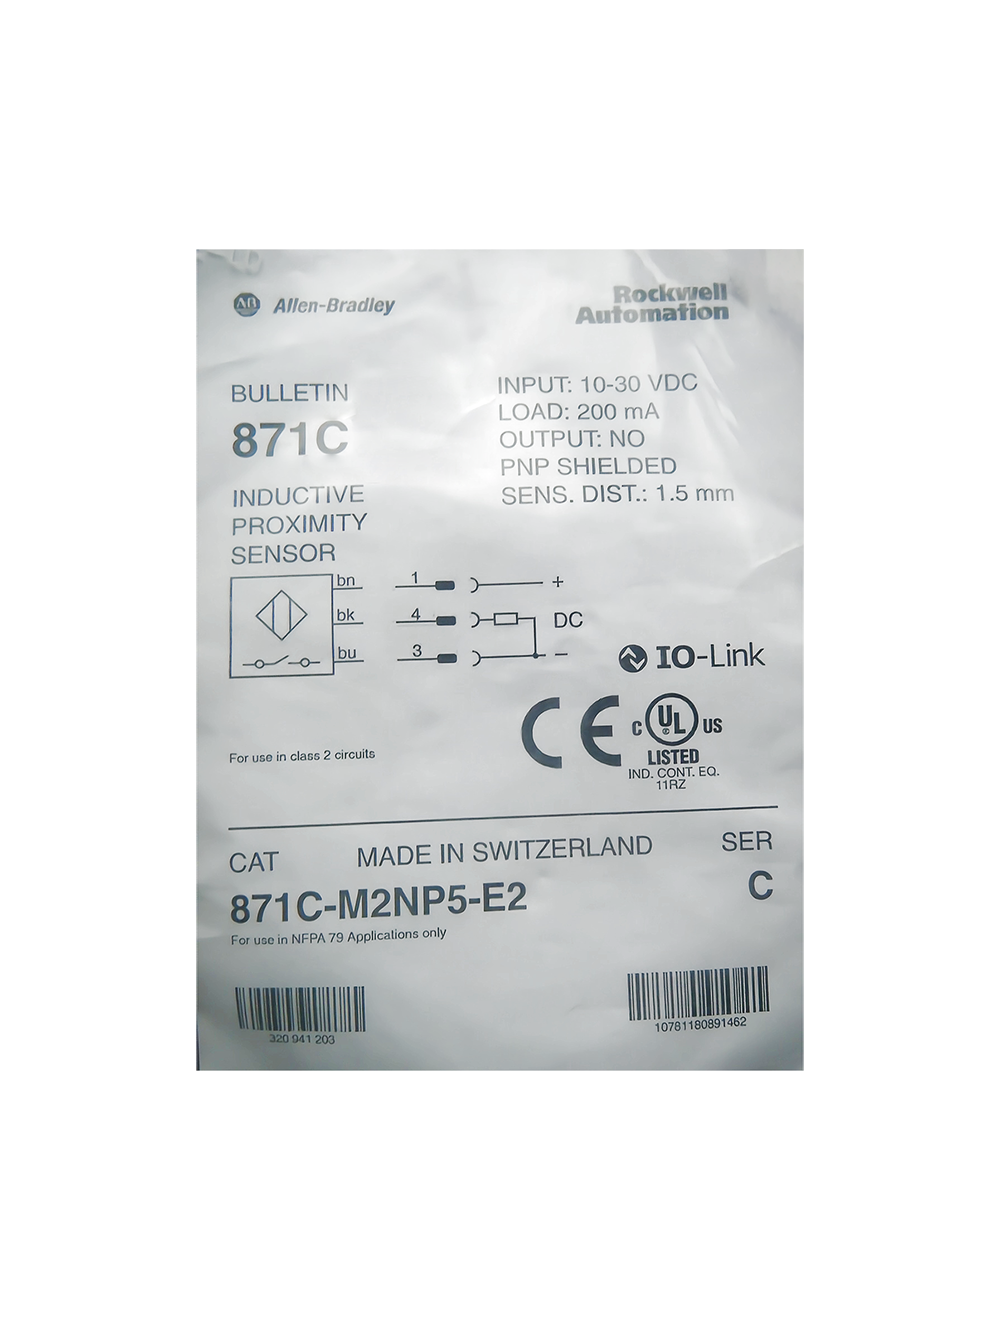 AB Allen-Bradley
Rockwell
Automation
BULLETIN
871C
INDUCTIVE
PROXIMITY
SENSOR
INPUT: 10-30 VDC
LOAD: 200 mA
OUTPUT: NO
PNP SHIELDED
SENS. DIST.: 1.5 mm
bn 1 +
bk 4 DC
bu 3 –
IO-Link
CE C UL US
LISTED
IND. CONT. EQ.
11RZ
For use in class 2 circuits
CAT MADE IN SWITZERLAND SER
871C-M2NP5-E2 C
For use in NFPA 79 Applications only
320 941 203
10781180891462